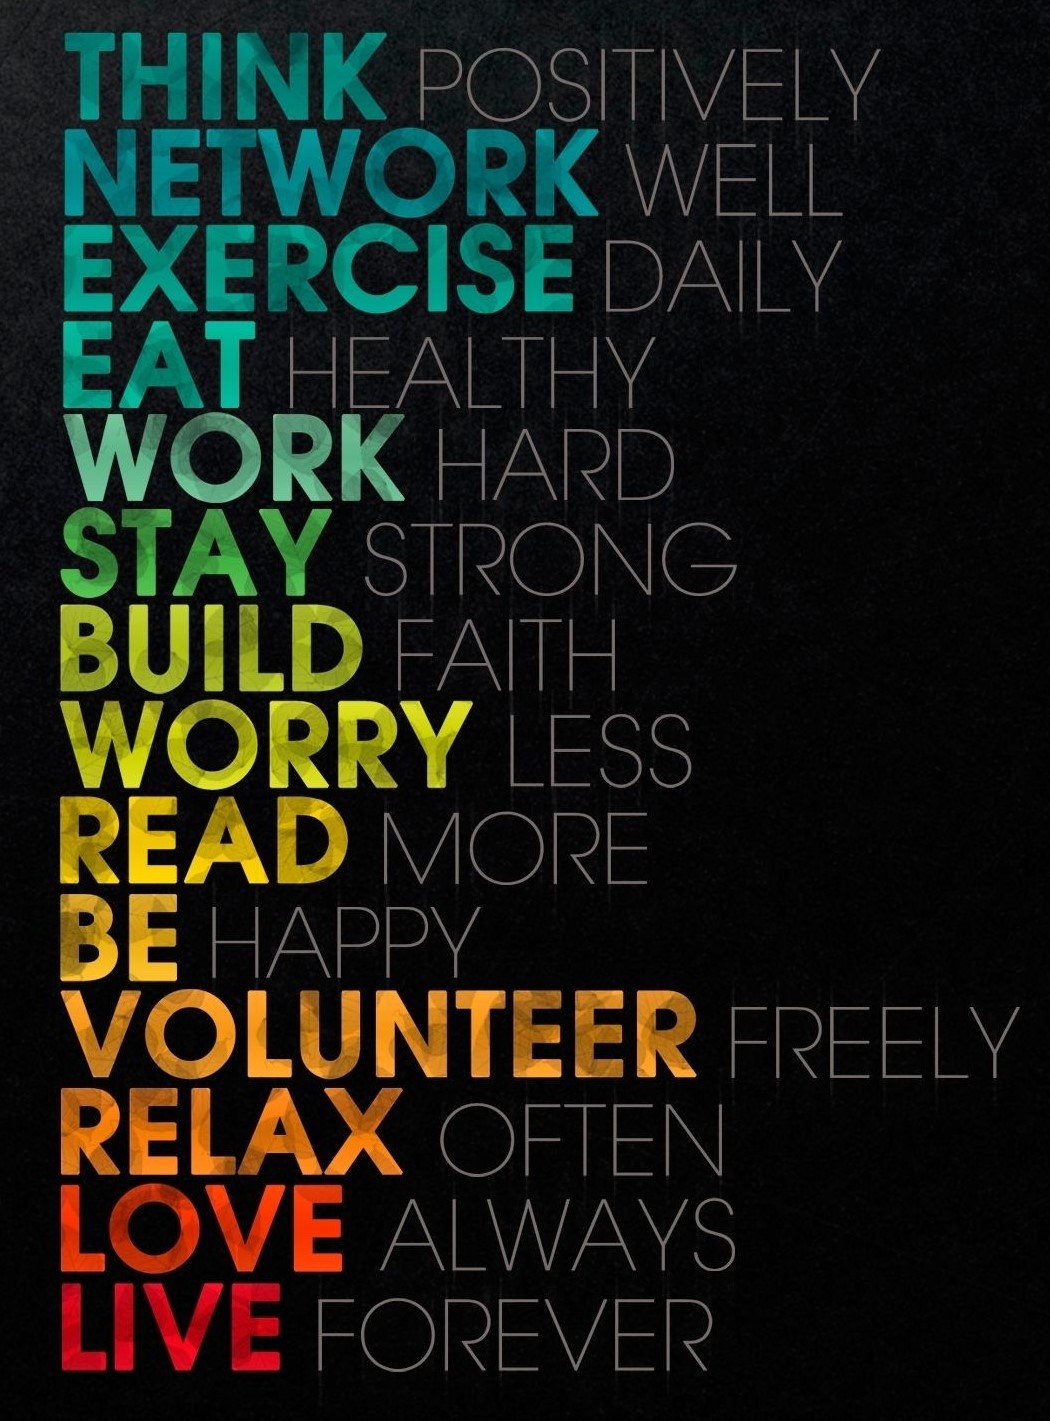 THINK POSITIVELY
NETWORK WELL
EXERCISE DAILY
EAT HEALTHY
WORK HARD
STAY STRONG
BUILD FAITH
WORRY LESS
READ MORE
BE HAPPY
VOLUNTEER FREELY
RELAX OFTEN
LOVE ALWAYS
LIVE FOREVER